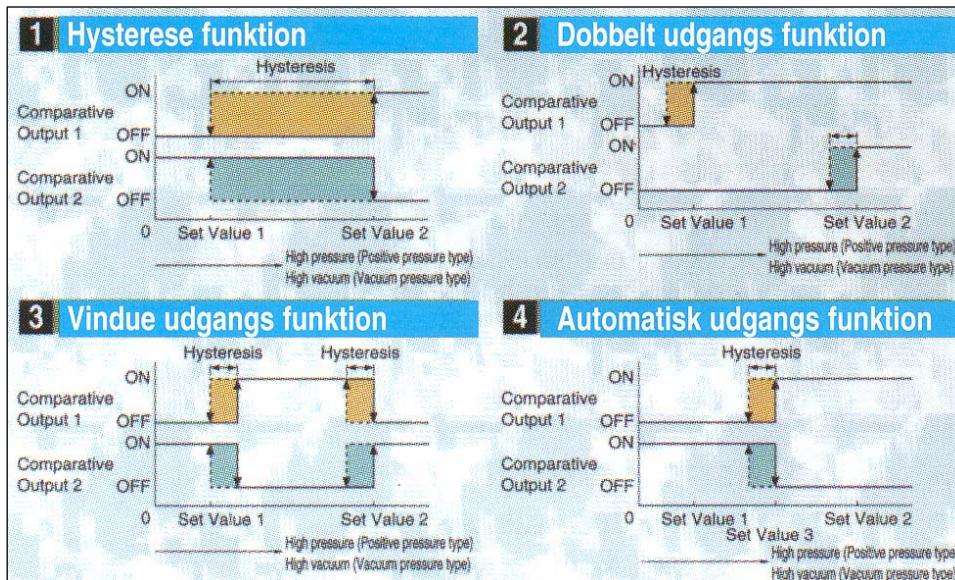 1 Hysterese funktion
Hysteresis
ON
Comparative
Output 1
OFF
ON
Comparative
Output 2
OFF
0
Set Value 1
Set Value 2
High pressure (Positive pressure type)
High vacuum (Vacuum pressure type)
2 Dobbelt udgangs funktion
ON
Hysteresis
Comparative
Output 1
OFF
ON
Comparative
Output 2
OFF
0
Set Value 1
Set Value 2
High pressure (Positive pressure type)
High vacuum (Vacuum pressure type)
3 Vindue udgangs funktion
Hysteresis
Hysteresis
ON
Comparative
Output 1
OFF
ON
Comparative
Output 2
OFF
0
Set Value 1
Set Value 2
High pressure (Positive pressure type)
High vacuum (Vacuum pressure type)
4 Automatisk udgangs funktion
Hysteresis
ON
Comparative
Output 1
OFF
ON
Comparative
Output 2
OFF
0
Set Value 1
Set Value 2
Set Value 3
High pressure (Positive pressure type)
High vacuum (Vacuum pressure type)